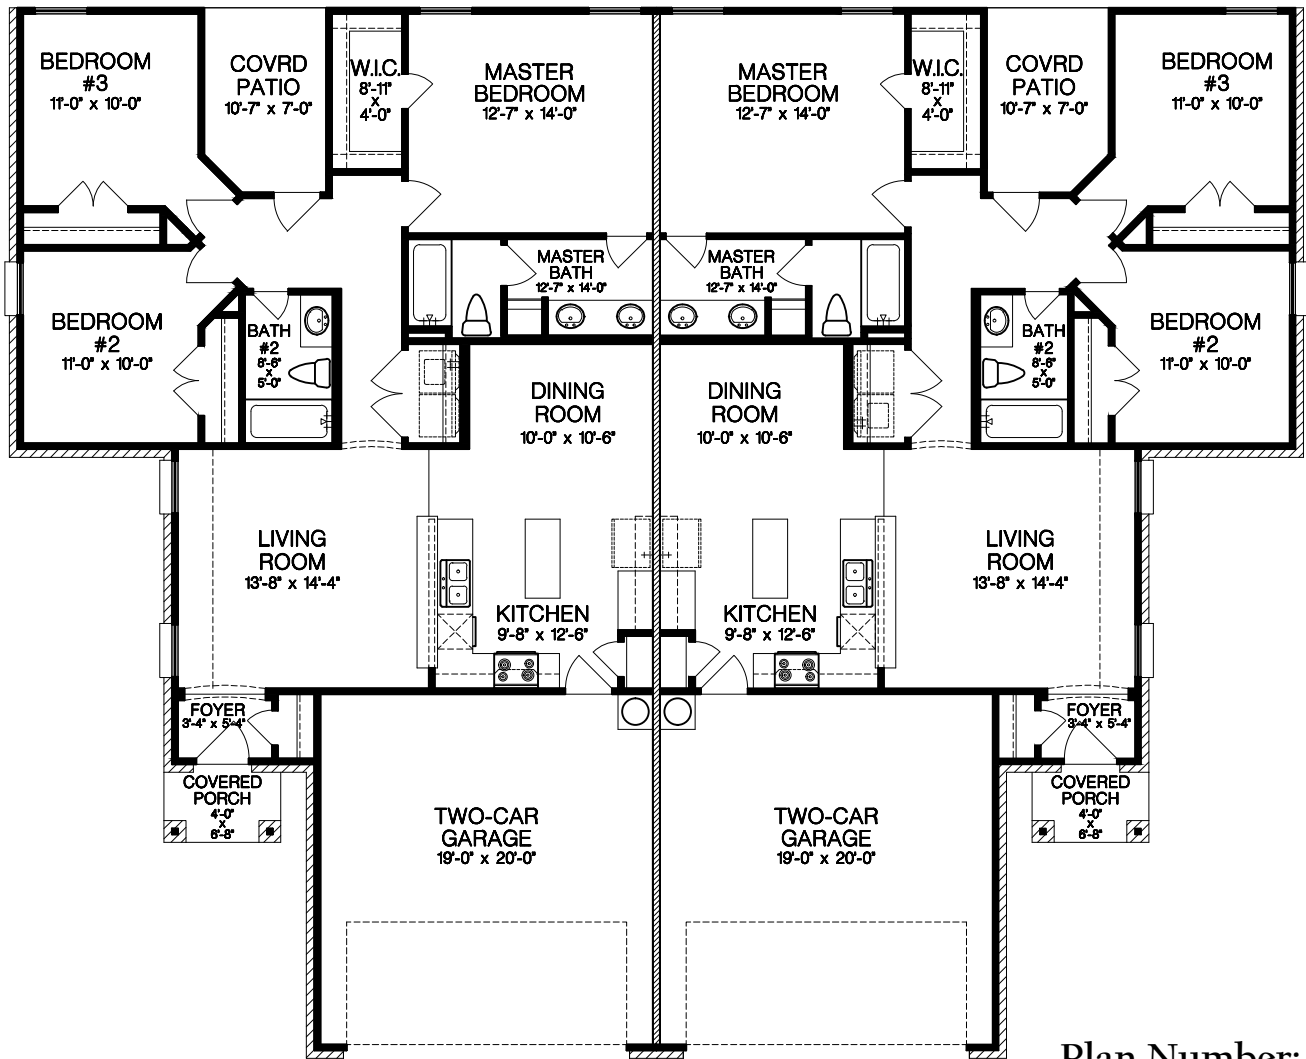 BEDROOM
#3
11'-0" x 10'-0"
COVRD
PATIO
10'-7" x 7'-0"
W.I.C.
8'-11"
x
4'-0"
MASTER
BEDROOM
12'-7" x 14'-0"
MASTER
BEDROOM
12'-7" x 14'-0"
W.I.C.
8'-11"
x
4'-0"
COVRD
PATIO
10'-7" x 7'-0"
BEDROOM
#3
11'-0" x 10'-0"
BEDROOM
#2
11'-0" x 10'-0"
BATH
#2
8'-6"
x
5'-0"
MASTER
BATH
12'-7" x 14'-0"
MASTER
BATH
12'-7" x 14'-0"
BATH
#2
8'-6"
x
5'-0"
BEDROOM
#2
11'-0" x 10'-0"
DINING
ROOM
10'-0" x 10'-6"
DINING
ROOM
10'-0" x 10'-6"
LIVING
ROOM
13'-8" x 14'-4"
KITCHEN
9'-8" x 12'-6"
KITCHEN
9'-8" x 12'-6"
LIVING
ROOM
13'-8" x 14'-4"
FOYER
3'-4" x 5'-4"
FOYER
3'-4" x 5'-4"
COVERED
PORCH
4'-0"
x
6'-8"
TWO-CAR
GARAGE
19'-0" x 20'-0"
TWO-CAR
GARAGE
19'-0" x 20'-0"
COVERED
PORCH
4'-0"
x
6'-8"
Plan Number: